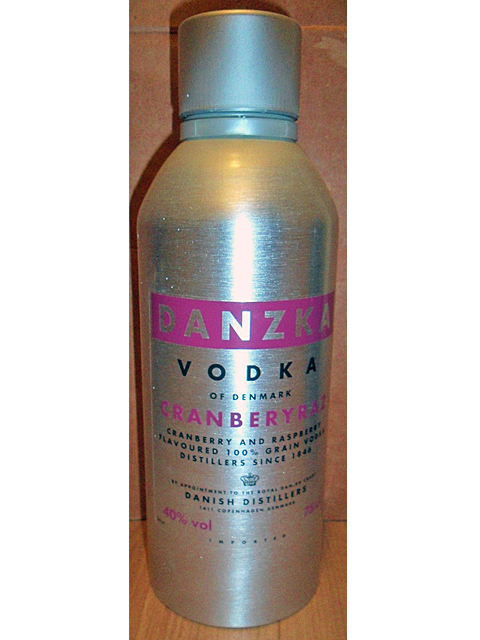 DANZKA
VODKA
OF DENMARK
CRANBERYRAZ
CRANBERRY AND RASPBERRY
FLAVOURED 100% GRAIN VODKA
DISTILLERS SINCE 1846
BY APPOINTMENT TO THE ROYAL DANISH COURT
DANISH DISTILLERS
COPENHAGEN DENMARK
40% vol
IMPORTED